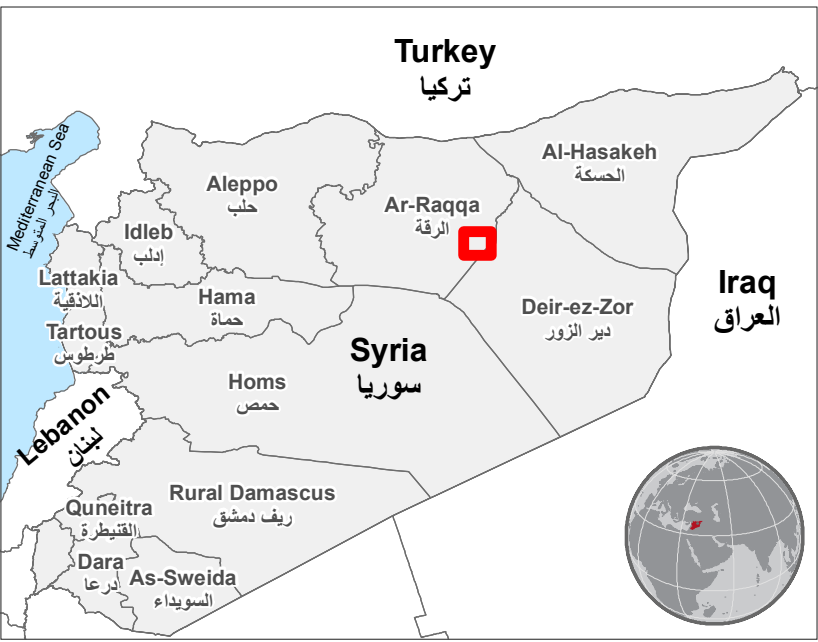 Turkey
تركيا
Mediterranean Sea
البحر المتوسط
Al-Hasakeh
الحسكة
Aleppo
حلب
Ar-Raqqa
الرقة
Idleb
إدلب
Lattakia
اللاذقية
Hama
حماة
Iraq
العراق
Deir-ez-Zor
دير الزور
Tartous
طرطوس
Syria
سوريا
Homs
حمص
Lebanon
لبنان
Rural Damascus
ريف دمشق
Quneitra
القنيطرة
Dara
درعا
As-Sweida
السويداء